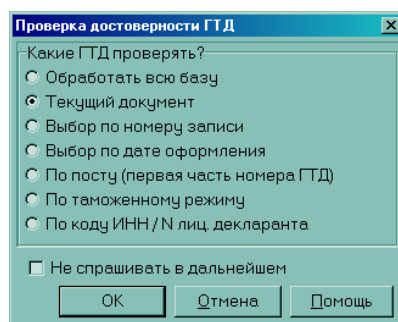 Проверка достоверности ГТД
Какие ГТД проверять?
Обработать всю базу
Текущий документ
Выбор по номеру записи
Выбор по дате оформления
По посту (первая часть номера ГТД)
По таможенному режиму
По коду ИНН / N лиц. декларанта
Не спрашивать в дальнейшем
ОК Отмена Помощь